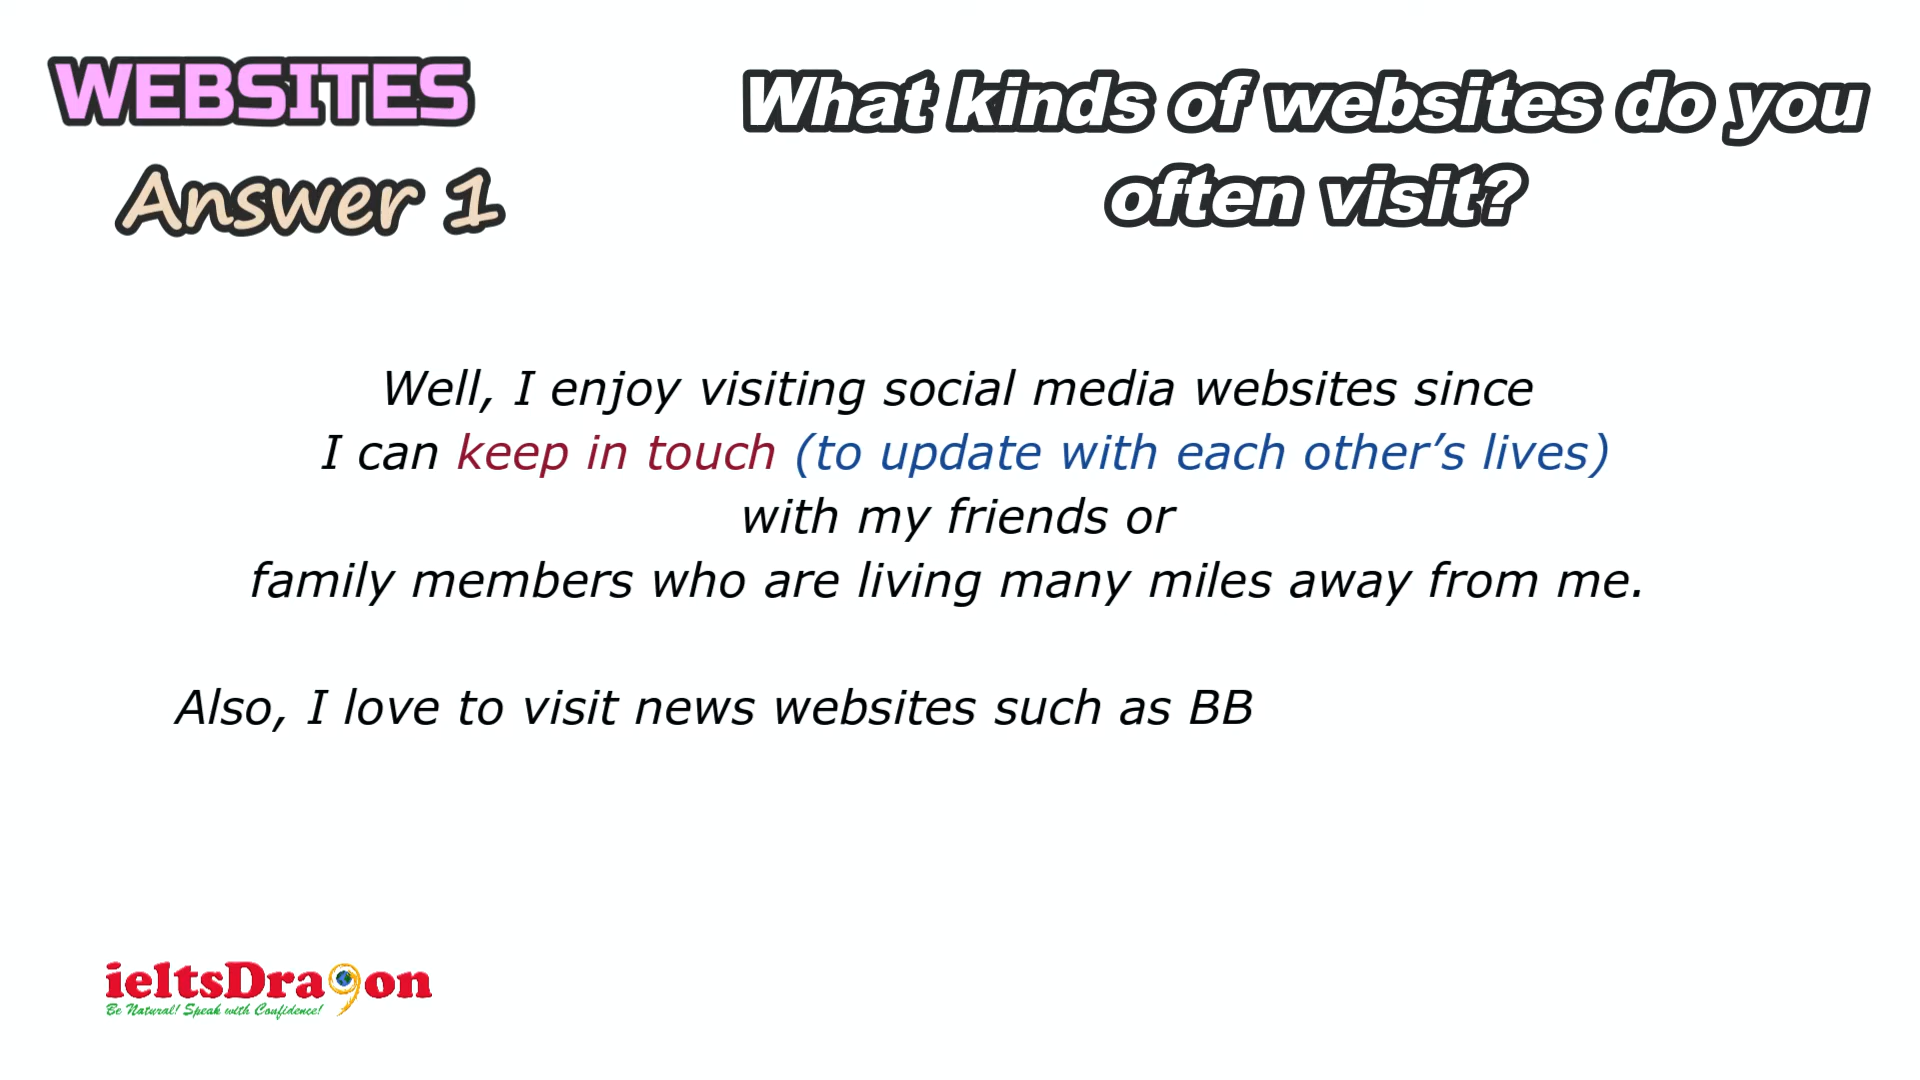 WEBSITES
Answer 1
What kinds of websites do you
often visit?
Well, I enjoy visiting social media websites since
I can keep in touch (to update with each other’s lives)
with my friends or
family members who are living many miles away from me.
Also, I love to visit news websites such as BB
ieltsDra9on
Be Natural! Speak with Confidence!